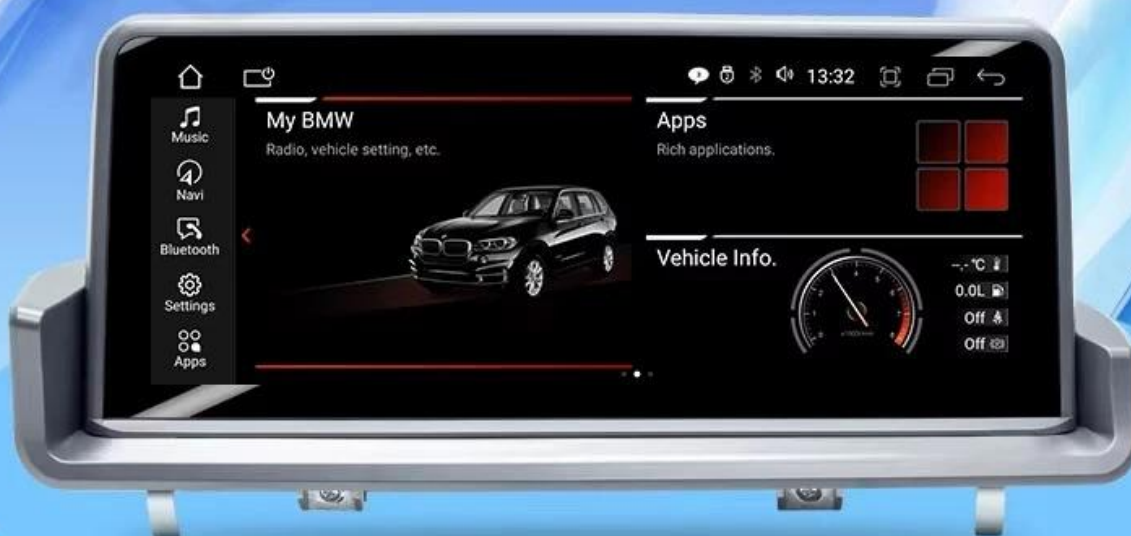 13:32
Music
Navi
Bluetooth
Settings
Apps
My BMW
Radio, vehicle setting, etc.
Apps
Rich applications.
Vehicle Info.
--.-°C
0.0L
Off
Off